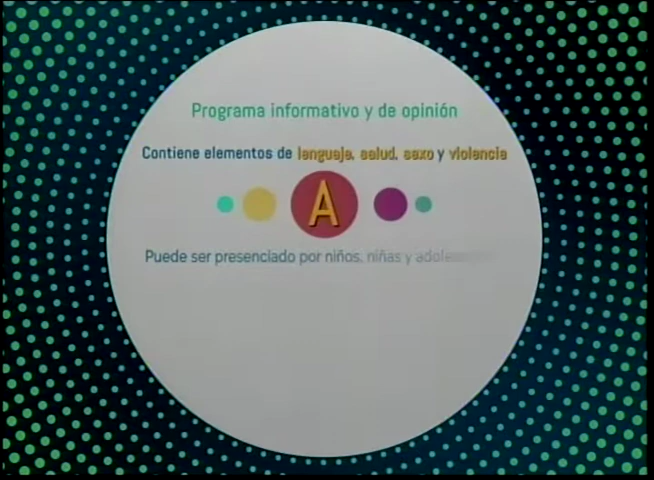 Programa informativo y de opinión
Contiene elementos de lenguaje, salud, sexo y violencia
A
Puede ser presenciado por niños, niñas y